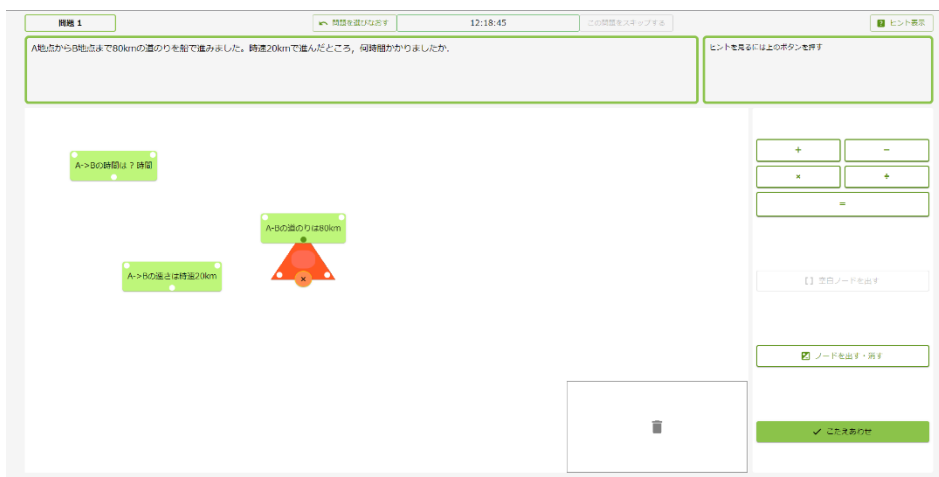 問題 1
問題を選びなおす
12:18:45
この問題をスキップする
ヒント表示
A地点からB地点まで80kmの道のりを船で進みました。時速20kmで進んだところ，何時間かかりましたか.
ヒントを見るには上のボタンを押す
A->Bの時間は？時間
A-Bの道のりは80km
A->Bの速さは時速20km
×
+
-
×
÷
=
[ ] 空白ノードを出す
ノードを出す・消す
こたえあわせ